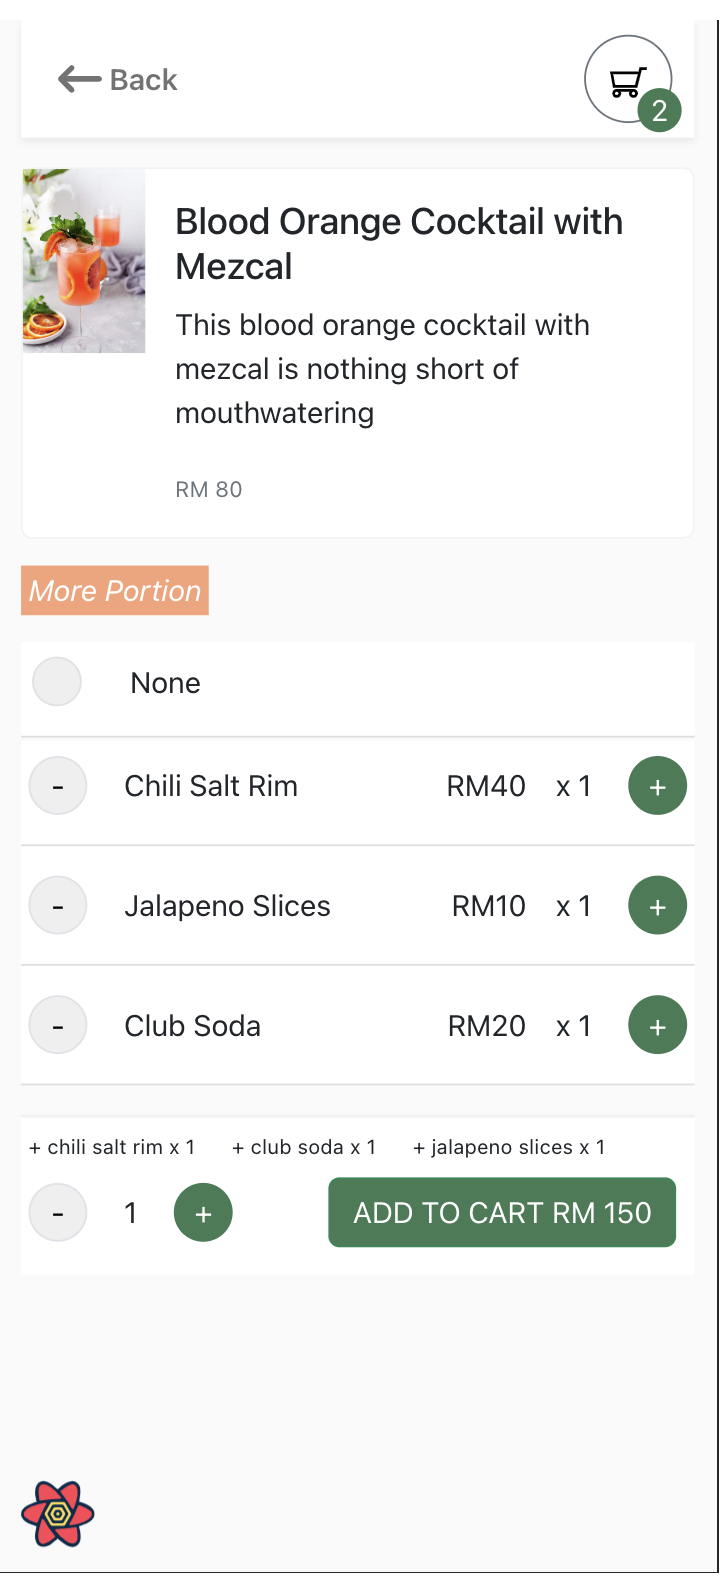 Back
2
Blood Orange Cocktail with
Mezcal
This blood orange cocktail with
mezcal is nothing short of
mouthwatering
RM 80
More Portion
None
- Chili Salt Rim RM40 x 1 +
- Jalapeno Slices RM10 x 1 +
- Club Soda RM20 x 1 +
+ chili salt rim x 1 + club soda x 1 + jalapeno slices x 1
- 1 + ADD TO CART RM 150